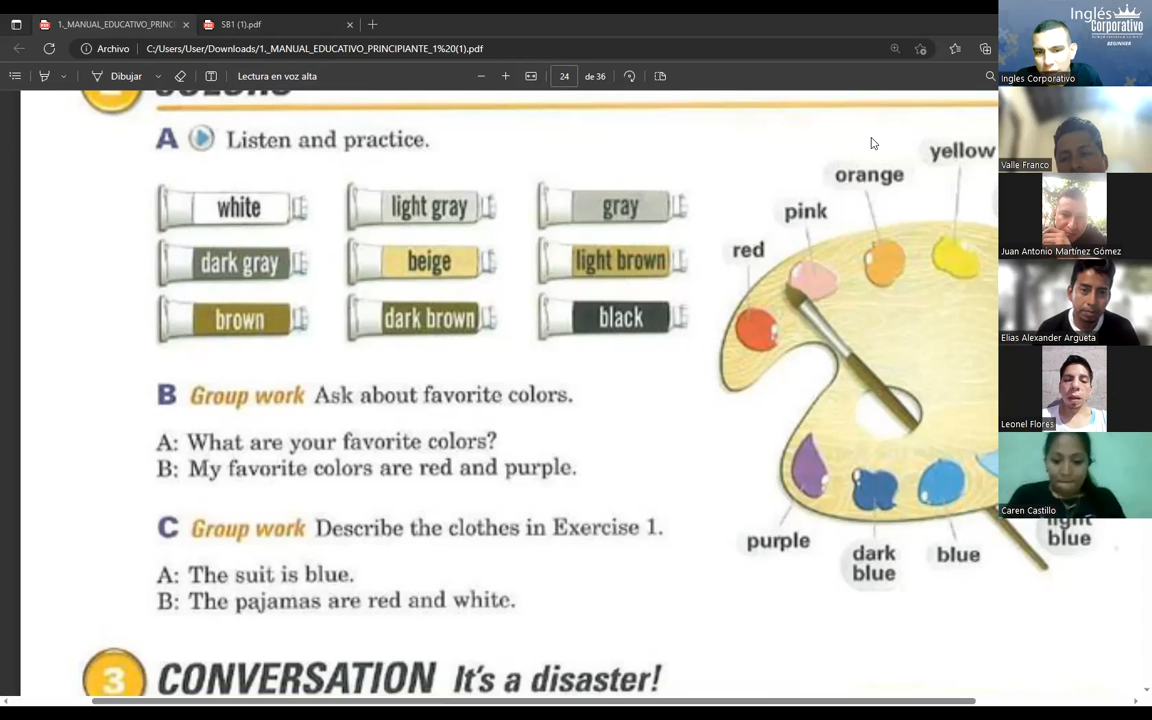 1._MANUAL_EDUCATIVO_PRINC
SB1 (1).pdf
Archivo
C:/Users/User/Downloads/1._MANUAL_EDUCATIVO_PRINCIPIANTE_1%20(1).pdf
Dibujar
Lectura en voz alta
24
de 36
2 COLORS
A Listen and practice.
white
light gray
gray
dark gray
beige
light brown
brown
dark brown
black
red
pink
orange
yellow
purple
dark
blue
blue
light
blue
B Group work Ask about favorite colors.
A: What are your favorite colors?
B: My favorite colors are red and purple.
C Group work Describe the clothes in Exercise 1.
A: The suit is blue.
B: The pajamas are red and white.
3 CONVERSATION It's a disaster!
Inglés
Corporativo
BEGINNER
Ingles Corporativo
Valle Franco
Juan Antonio Martínez Gómez
Elias Alexander Argueta
Leonel Flores
Caren Castillo